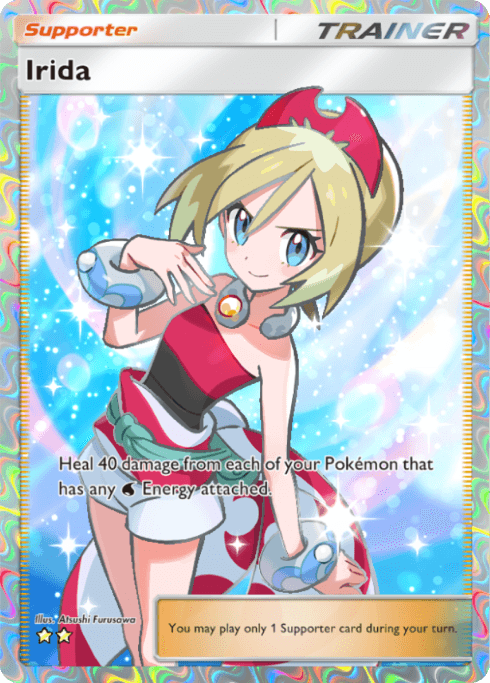 Supporter
TRAINER
Irida
Heal 40 damage from each of your Pokémon that
has any Energy attached.
Illus. Atsushi Furusawa
You may play only 1 Supporter card during your turn.